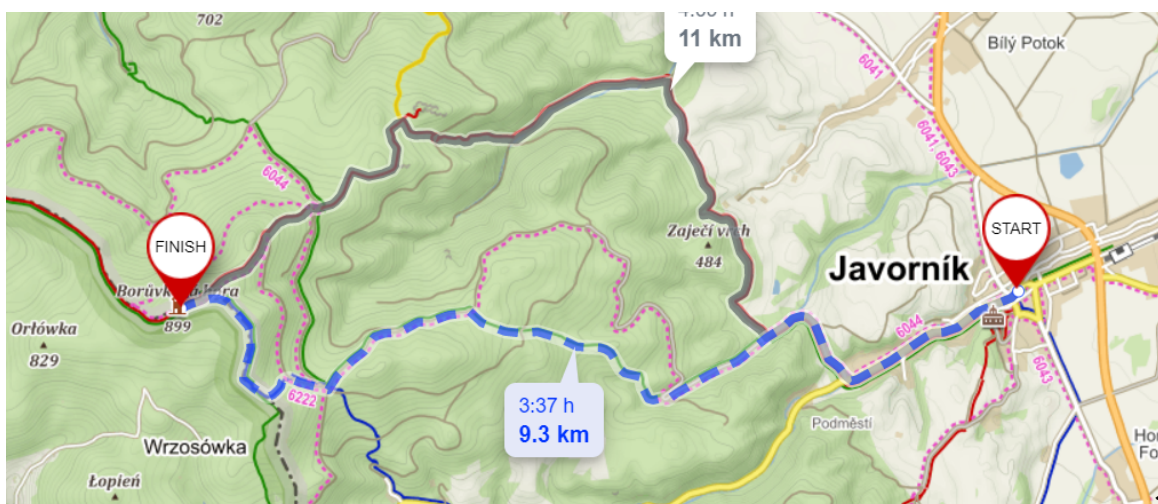 702
11 km
Bílý Potok
6041
6041, 6043
6044
FINISH
START
Zaječí vrch
484
Javorník
899
Orłówka
829
6044
6222
3:37 h
9.3 km
6043
Podměstí
Wrzosówka
Łopień